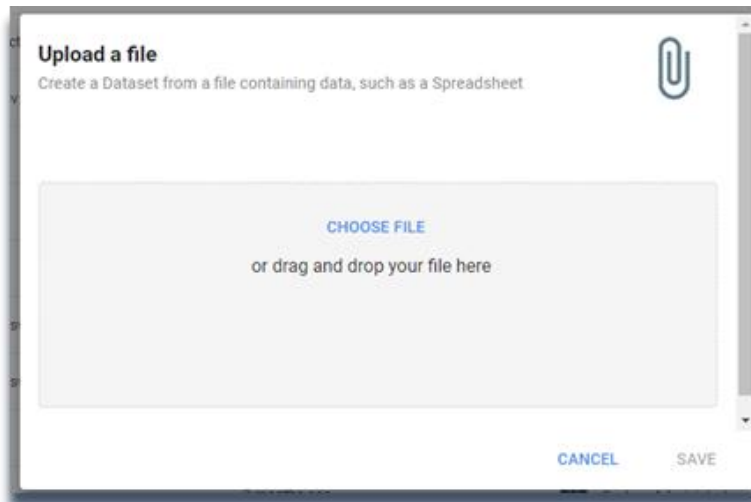 Upload a file
Create a Dataset from a file containing data, such as a Spreadsheet
CHOOSE FILE
or drag and drop your file here
CANCEL
SAVE